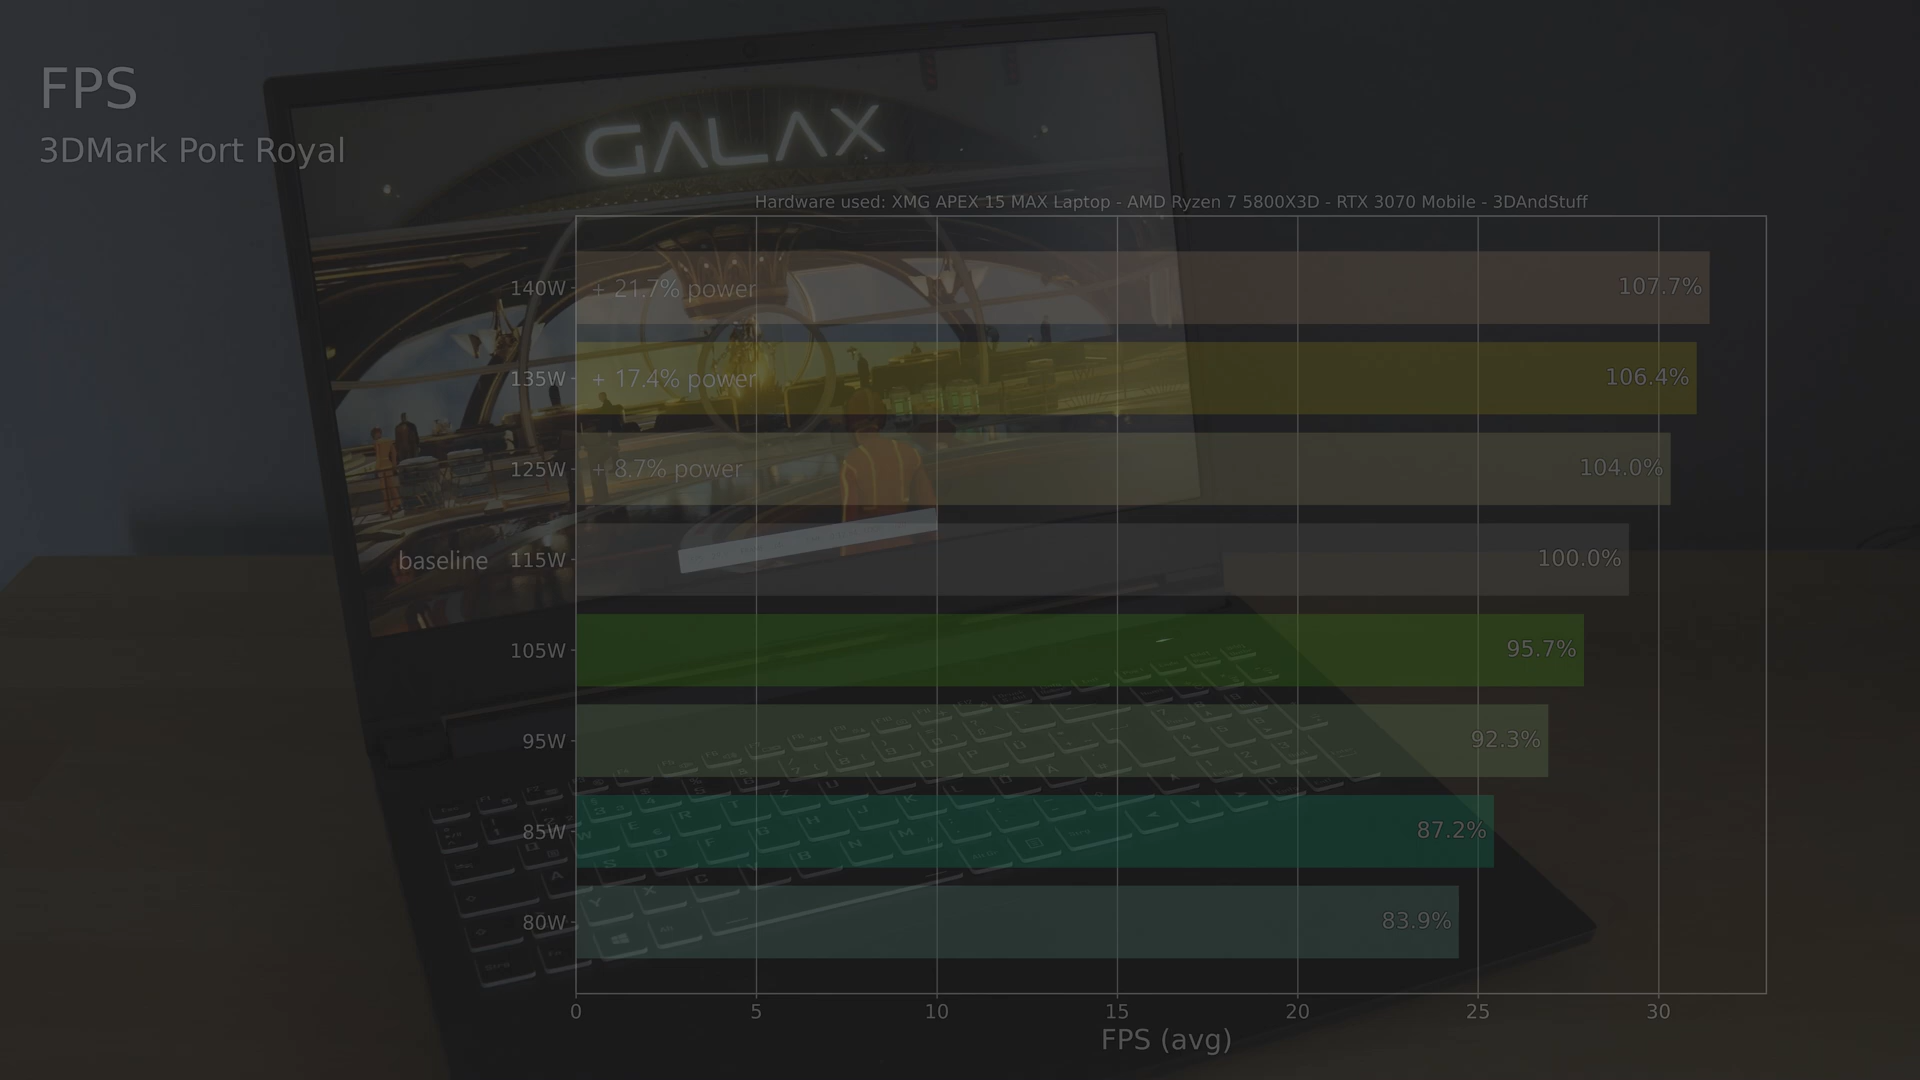 FPS
3DMark Port Royal
GALAX
Hardware used: XMG APEX 15 MAX Laptop - AMD Ryzen 7 5800X3D - RTX 3070 Mobile - 3DAndStuff
140W + 21.7% power 107.7%
135W + 17.4% power 106.4%
125W + 8.7% power 104.0%
baseline 115W 100.0%
105W 95.7%
95W 92.3%
85W 87.2%
80W 83.9%
0 5 10 15 20 25 30
FPS (avg)